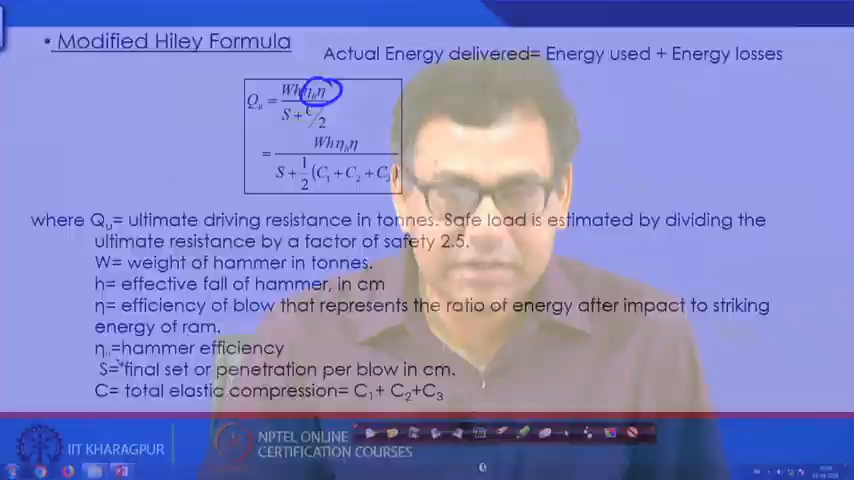 • Modified Hiley Formula
Actual Energy delivered= Energy used + Energy losses
Qu = Whηhη / S + C/2
= Whηhη / S + 1/2 (C1 + C2 + C3)
where Qu= ultimate driving resistance in tonnes. Safe load is estimated by dividing the
ultimate resistance by a factor of safety 2.5.
W= weight of hammer in tonnes.
h= effective fall of hammer, in cm
η= efficiency of blow that represents the ratio of energy after impact to striking
energy of ram.
ηh=hammer efficiency
S= final set or penetration per blow in cm.
C= total elastic compression= C1+ C2+C3
IIT KHARAGPUR
NPTEL ONLINE
CERTIFICATION COURSES